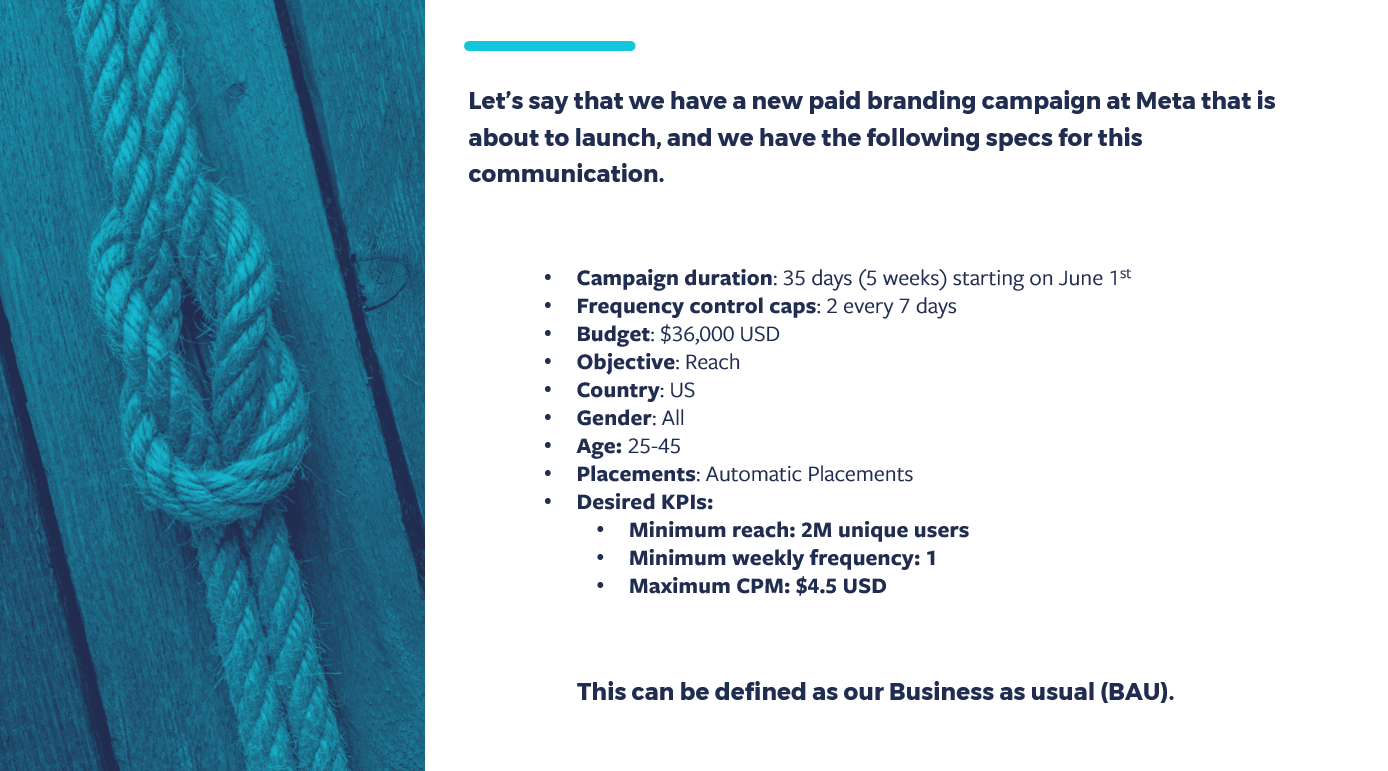 Let’s say that we have a new paid branding campaign at Meta that is
about to launch, and we have the following specs for this
communication.
• Campaign duration: 35 days (5 weeks) starting on June 1st
• Frequency control caps: 2 every 7 days
• Budget: $36,000 USD
• Objective: Reach
• Country: US
• Gender: All
• Age: 25-45
• Placements: Automatic Placements
• Desired KPIs:
• Minimum reach: 2M unique users
• Minimum weekly frequency: 1
• Maximum CPM: $4.5 USD
This can be defined as our Business as usual (BAU).